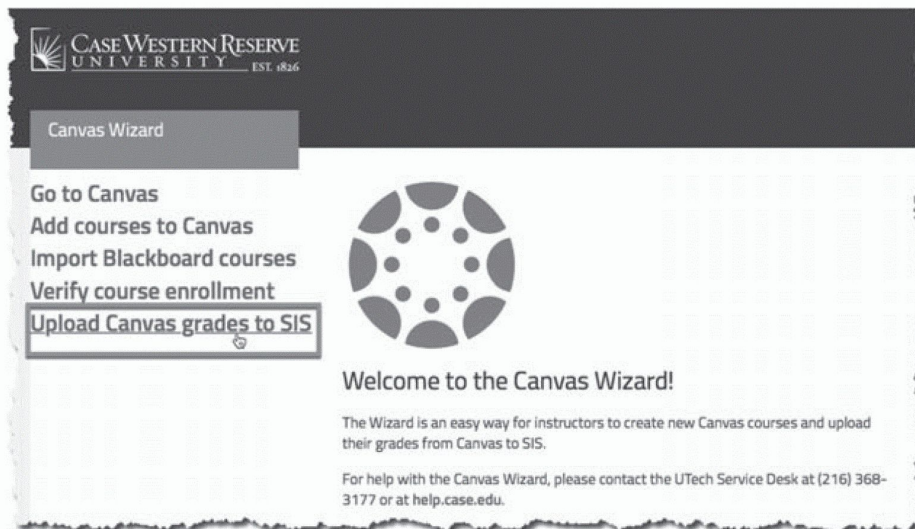 CASE WESTERN RESERVE
UNIVERSITY EST. 1826
Canvas Wizard
Go to Canvas
Add courses to Canvas
Import Blackboard courses
Verify course enrollment
Upload Canvas grades to SIS
Welcome to the Canvas Wizard!
The Wizard is an easy way for instructors to create new Canvas courses and upload
their grades from Canvas to SIS.
For help with the Canvas Wizard, please contact the UTech Service Desk at (216) 368-
3177 or at help.case.edu.